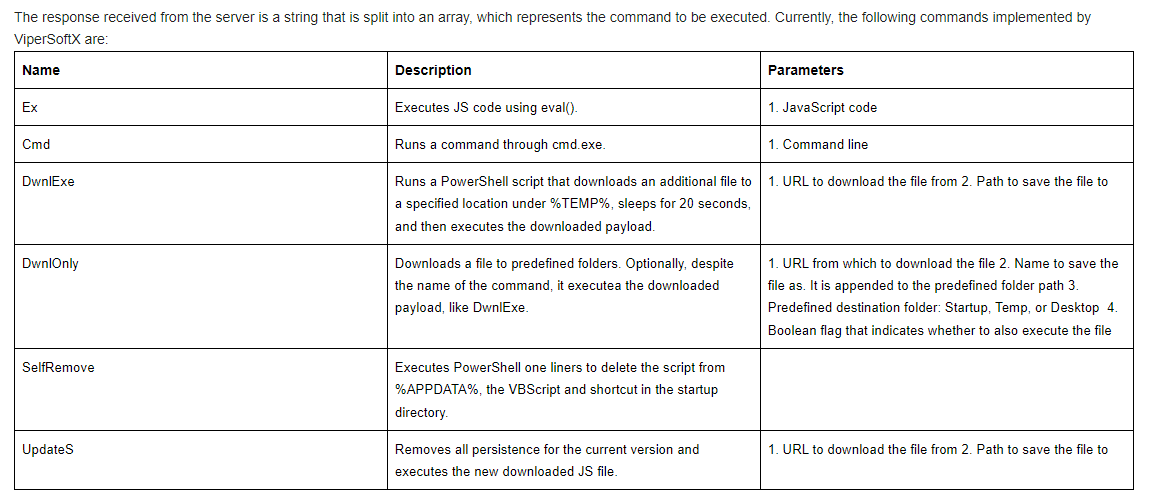 The response received from the server is a string that is split into an array, which represents the command to be executed. Currently, the following commands implemented by
ViperSoftX are:
Name
Description
Parameters
Ex
Executes JS code using eval().
1. JavaScript code
Cmd
Runs a command through cmd.exe.
1. Command line
DwnlExe
Runs a PowerShell script that downloads an additional file to
a specified location under %TEMP%, sleeps for 20 seconds,
and then executes the downloaded payload.
1. URL to download the file from 2. Path to save the file to
DwnlOnly
Downloads a file to predefined folders. Optionally, despite
the name of the command, it executea the downloaded
payload, like DwnlExe.
1. URL from which to download the file 2. Name to save the
file as. It is appended to the predefined folder path 3.
Predefined destination folder: Startup, Temp, or Desktop 4.
Boolean flag that indicates whether to also execute the file
SelfRemove
Executes PowerShell one liners to delete the script from
%APPDATA%, the VBScript and shortcut in the startup
directory.
UpdateS
Removes all persistence for the current version and
executes the new downloaded JS file.
1. URL to download the file from 2. Path to save the file to